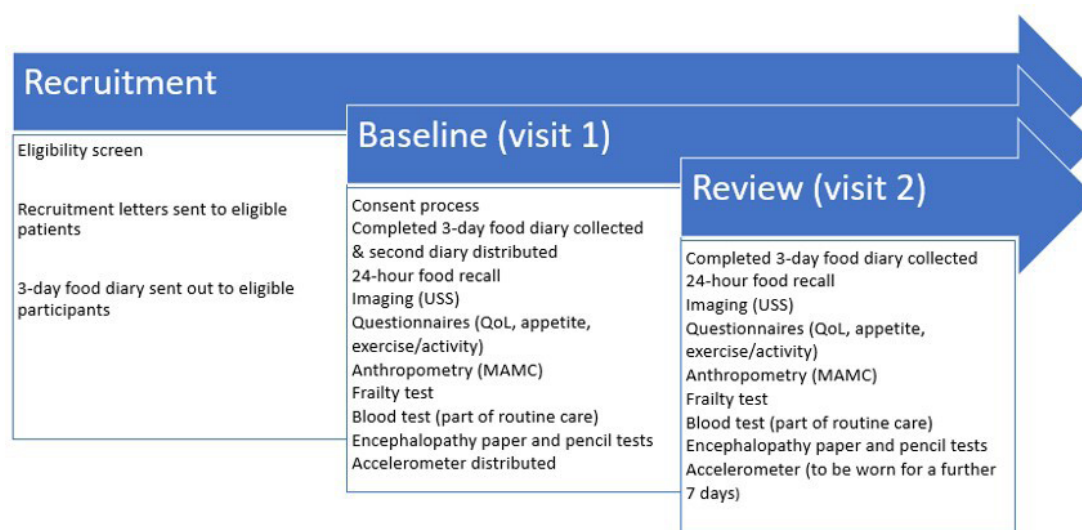 Recruitment
Eligibility screen
Recruitment letters sent to eligible
patients
3-day food diary sent out to eligible
participants
Baseline (visit 1)
Consent process
Completed 3-day food diary collected
& second diary distributed
24-hour food recall
Imaging (USS)
Questionnaires (QoL, appetite,
exercise/activity)
Anthropometry (MAMC)
Frailty test
Blood test (part of routine care)
Encephalopathy paper and pencil tests
Accelerometer distributed
Review (visit 2)
Completed 3-day food diary collected
24-hour food recall
Imaging (USS)
Questionnaires (QoL, appetite,
exercise/activity)
Anthropometry (MAMC)
Frailty test
Blood test (part of routine care)
Encephalopathy paper and pencil tests
Accelerometer (to be worn for a further
7 days)